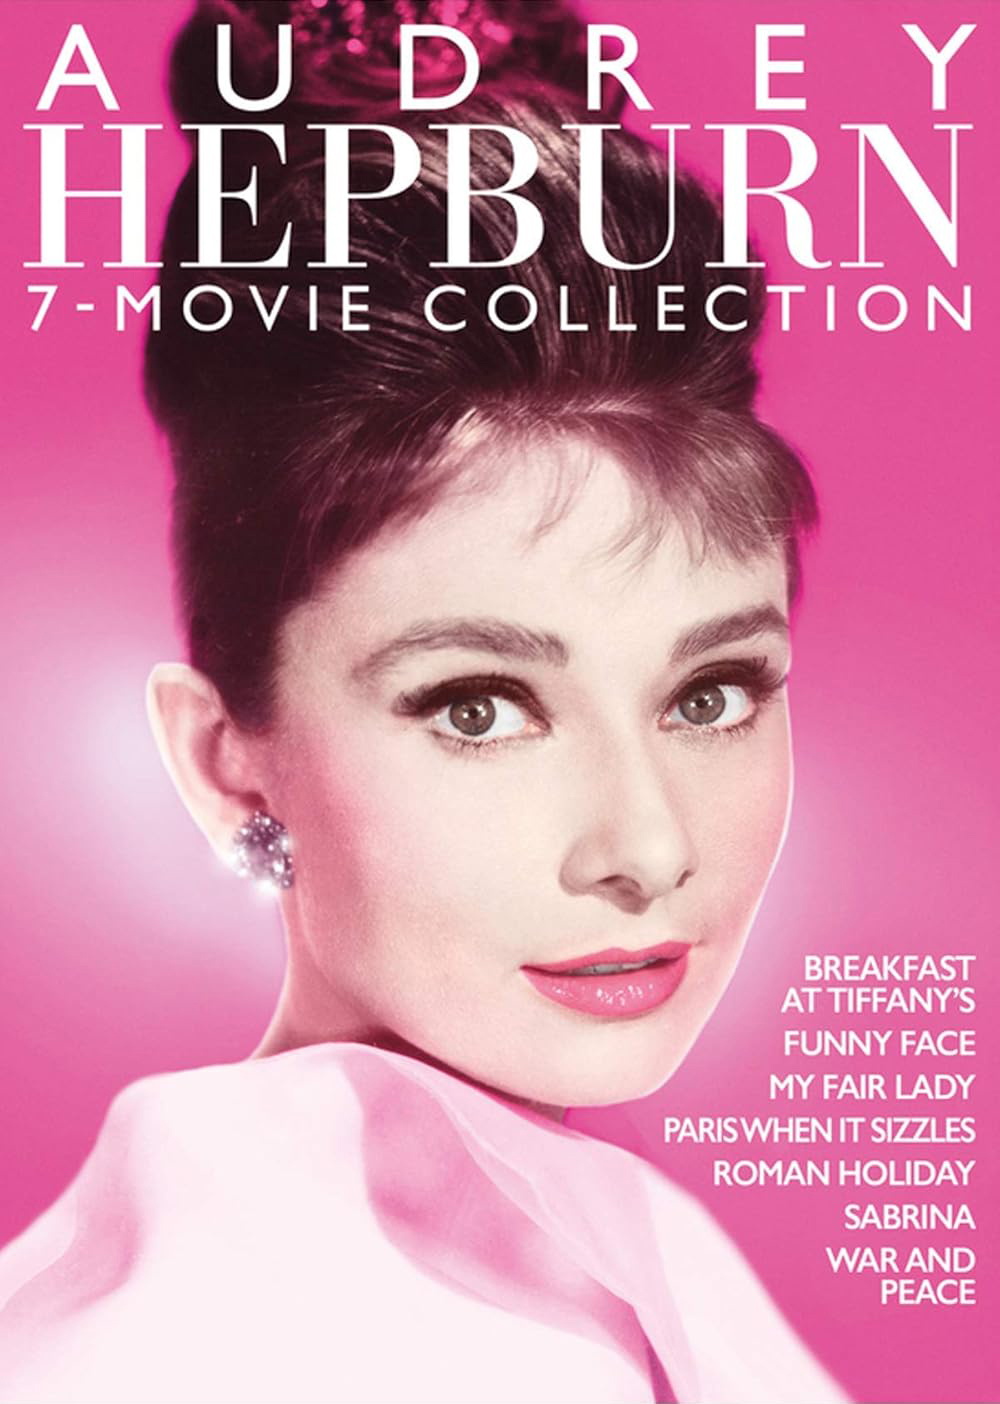 AUDREY
HEPBURN
7-MOVIE COLLECTION
BREAKFAST
AT TIFFANY'S
FUNNY FACE
MY FAIR LADY
PARIS WHEN IT SIZZLES
ROMAN HOLIDAY
SABRINA
WAR AND
PEACE